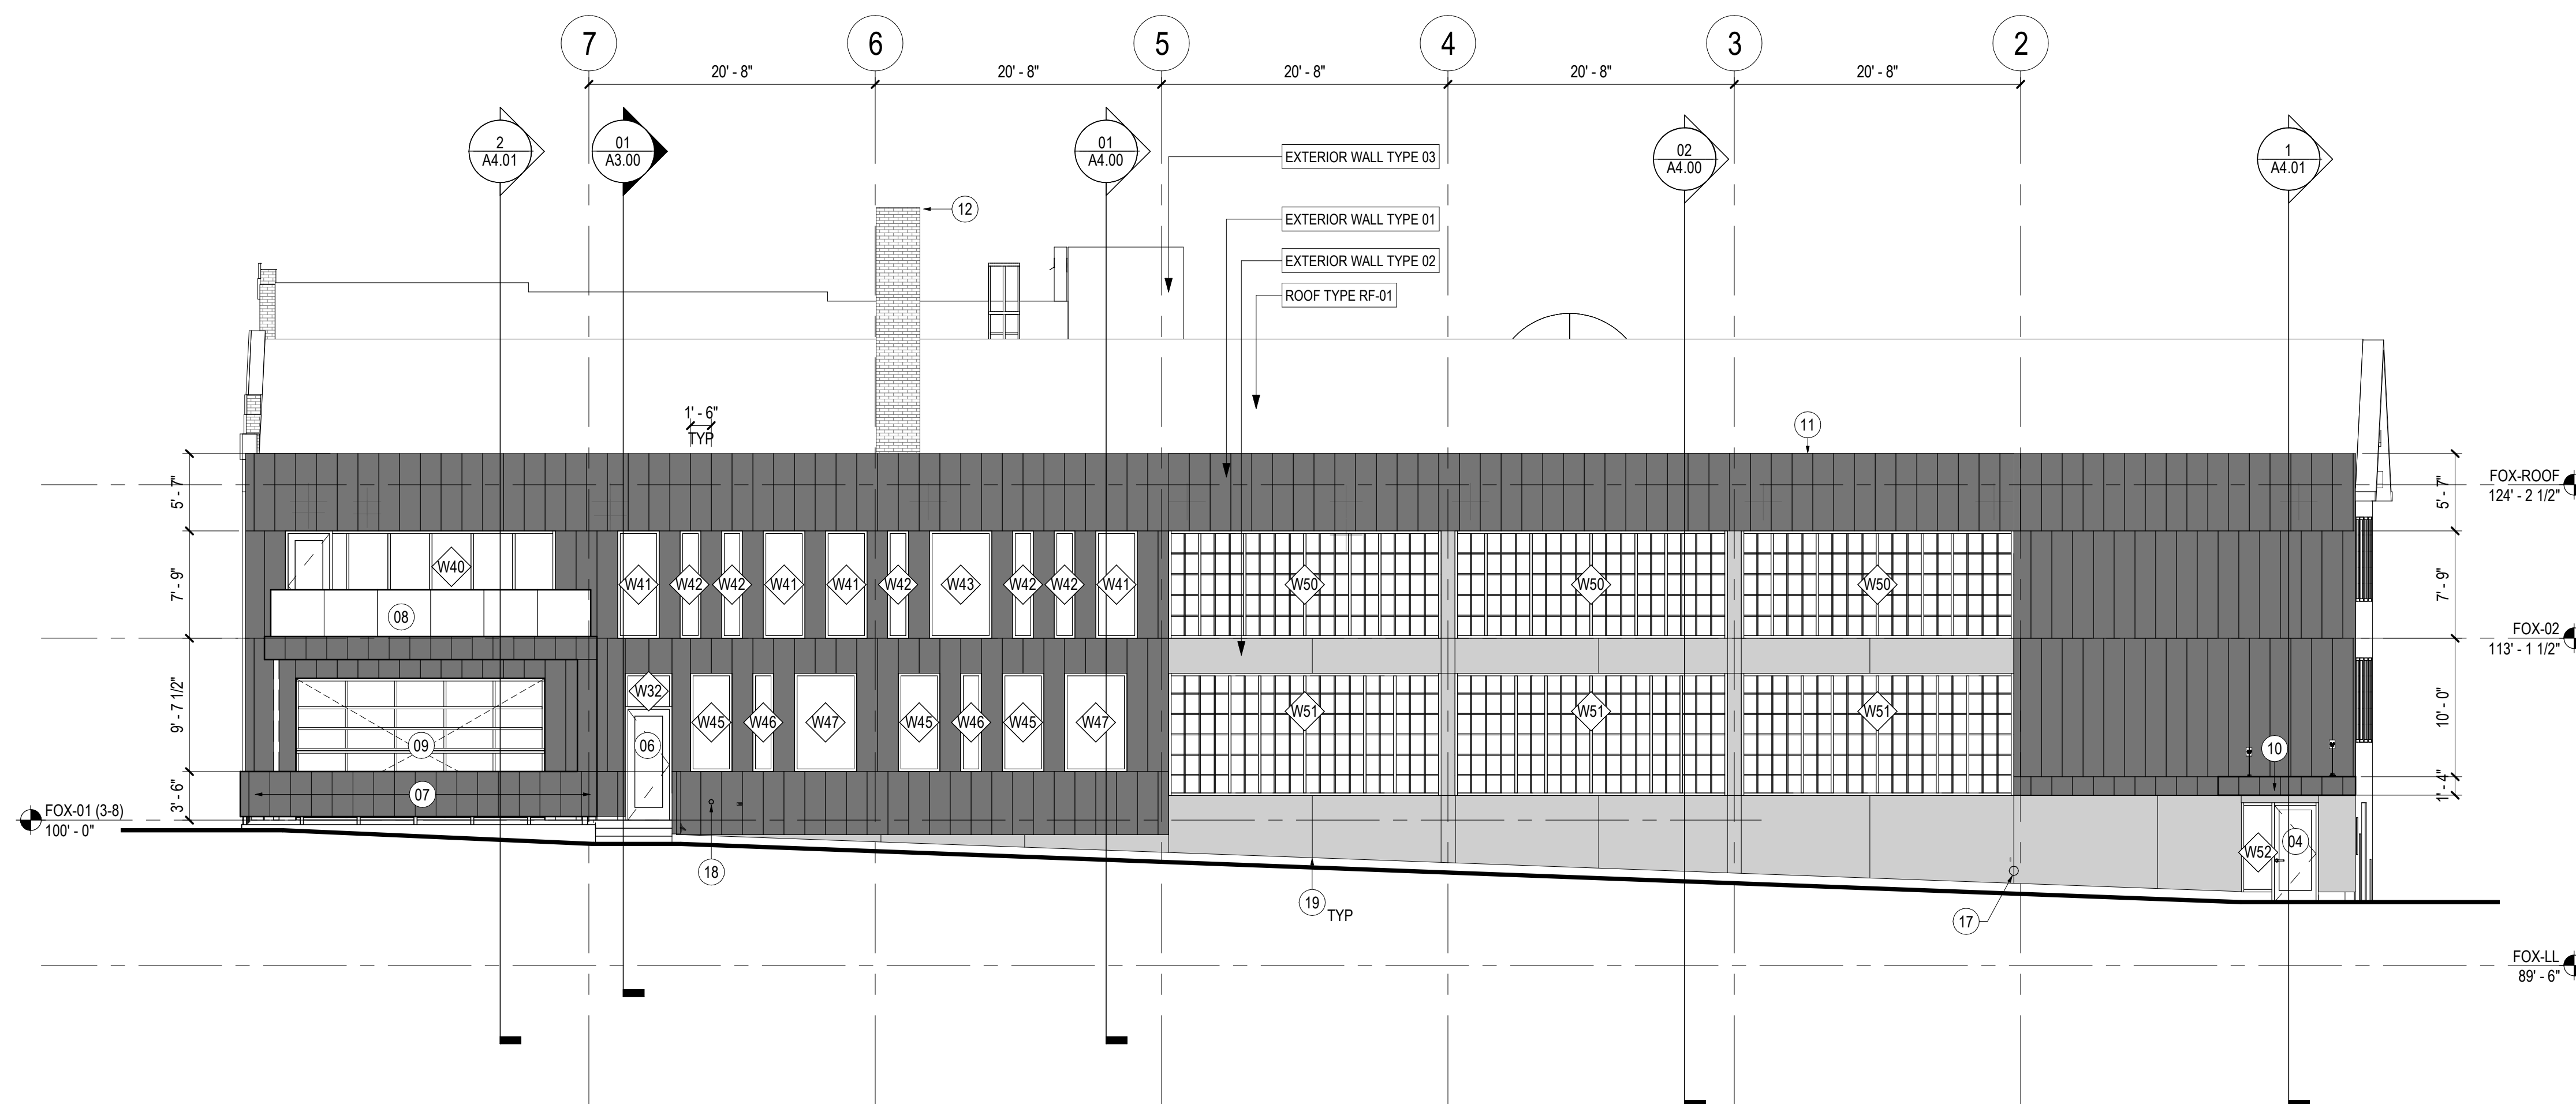 7
6
5
4
3
2
20' - 8"
20' - 8"
20' - 8"
20' - 8"
20' - 8"
2
A4.01
01
A3.00
01
A4.00
02
A4.00
1
A4.01
EXTERIOR WALL TYPE 03
EXTERIOR WALL TYPE 01
EXTERIOR WALL TYPE 02
ROOF TYPE RF-01
12
1' - 6"
TYP
11
5' - 7"
7' - 9"
9' - 7 1/2"
3' - 6"
5' - 7"
7' - 9"
10' - 0"
1' - 4"
FOX-ROOF
124' - 2 1/2"
FOX-02
113' - 1 1/2"
FOX-01 (3-8)
100' - 0"
FOX-LL
89' - 6"
W40
W41
W42
W42
W41
W41
W42
W43
W42
W42
W41
W50
W50
W50
08
W32
W45
W46
W47
W45
W46
W45
W47
W51
W51
W51
09
06
10
07
18
04
W52
19
TYP
17